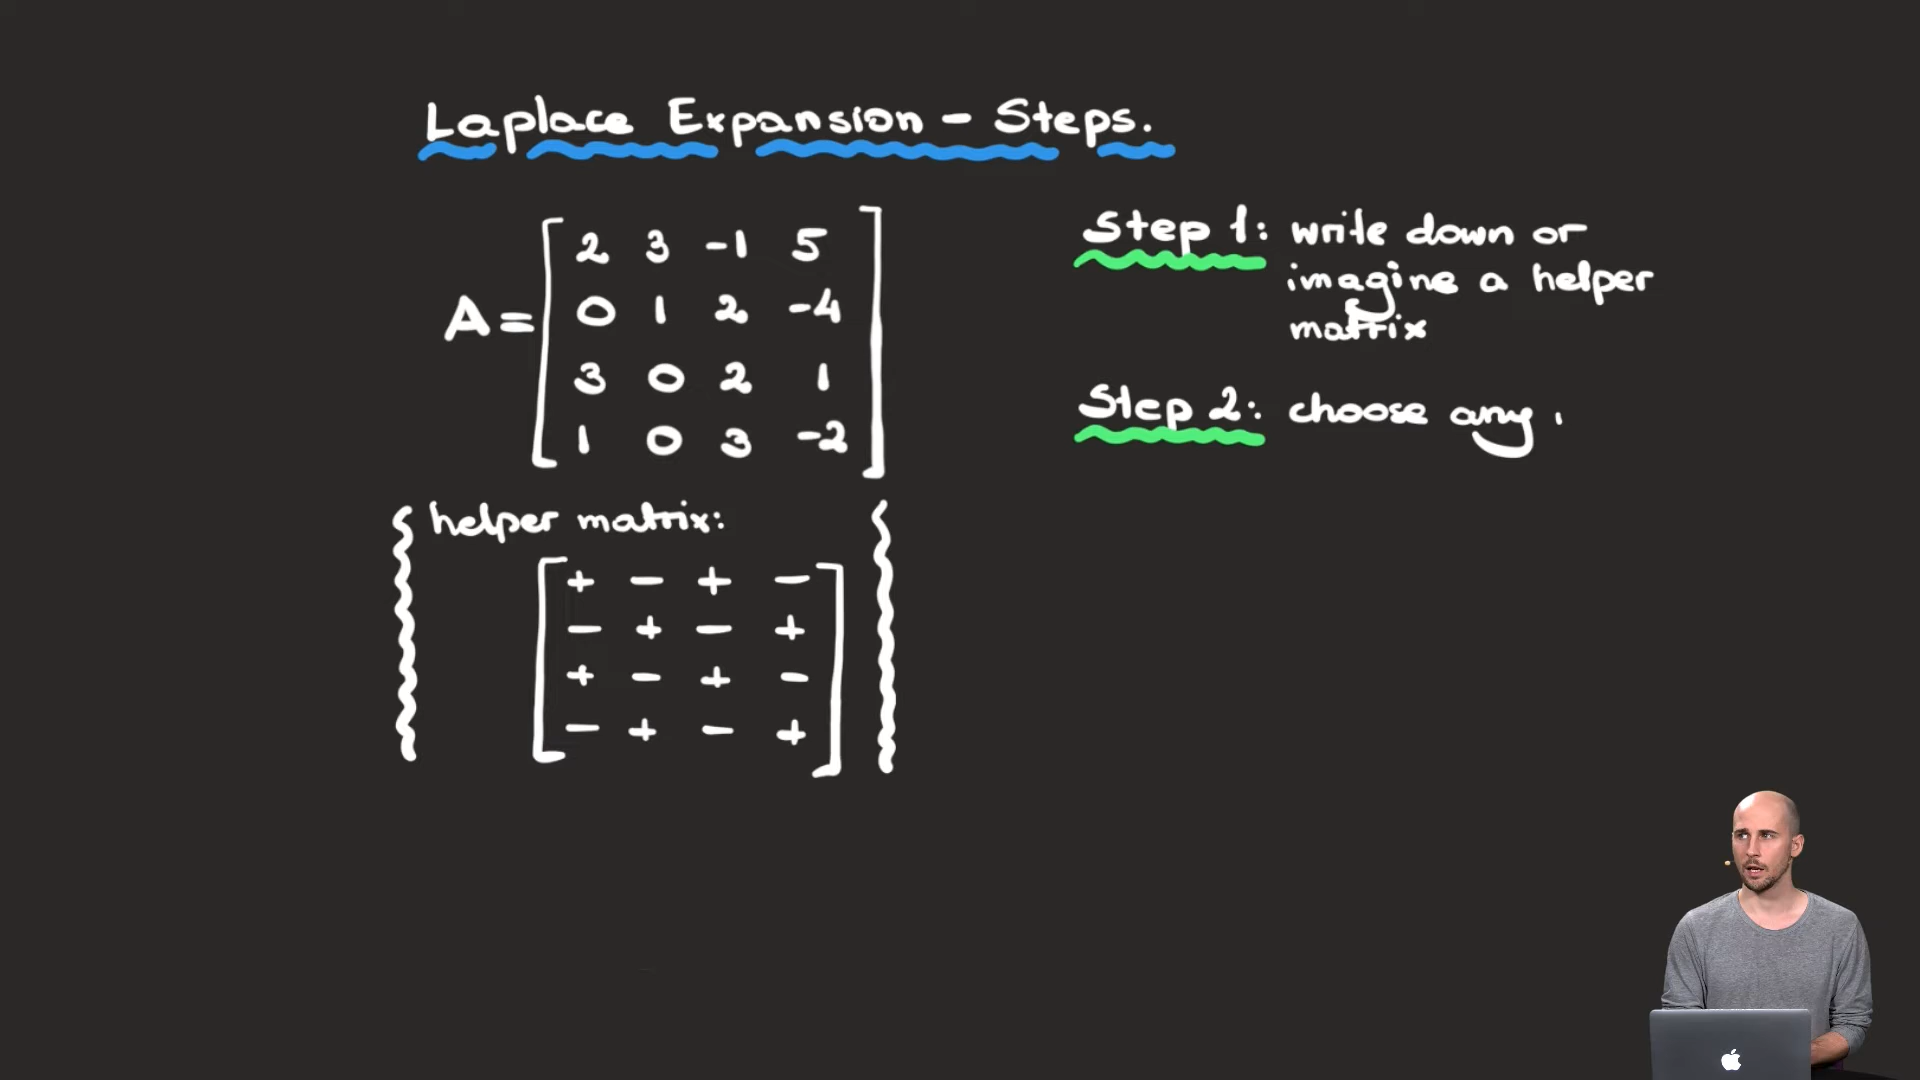 Laplace Expansion - Steps.
A = [ 2 3 -1 5
0 1 2 -4
3 0 2 1
1 0 3 -2 ]
helper matrix:
[ + - + -
- + - +
+ - + -
- + - + ]
Step 1: write down or
imagine a helper
matrix
Step 2: choose any